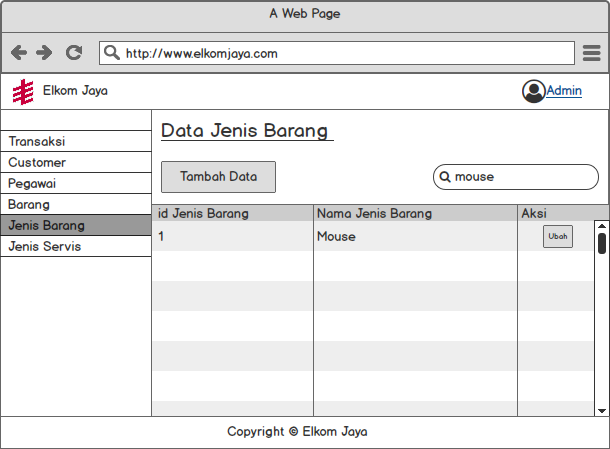 A Web Page
http://www.elkomjaya.com
Elkom Jaya
Admin
Transaksi
Customer
Pegawai
Barang
Jenis Barang
Jenis Servis
Data Jenis Barang
Tambah Data
mouse
id Jenis Barang Nama Jenis Barang Aksi
1 Mouse Ubah
Copyright © Elkom Jaya